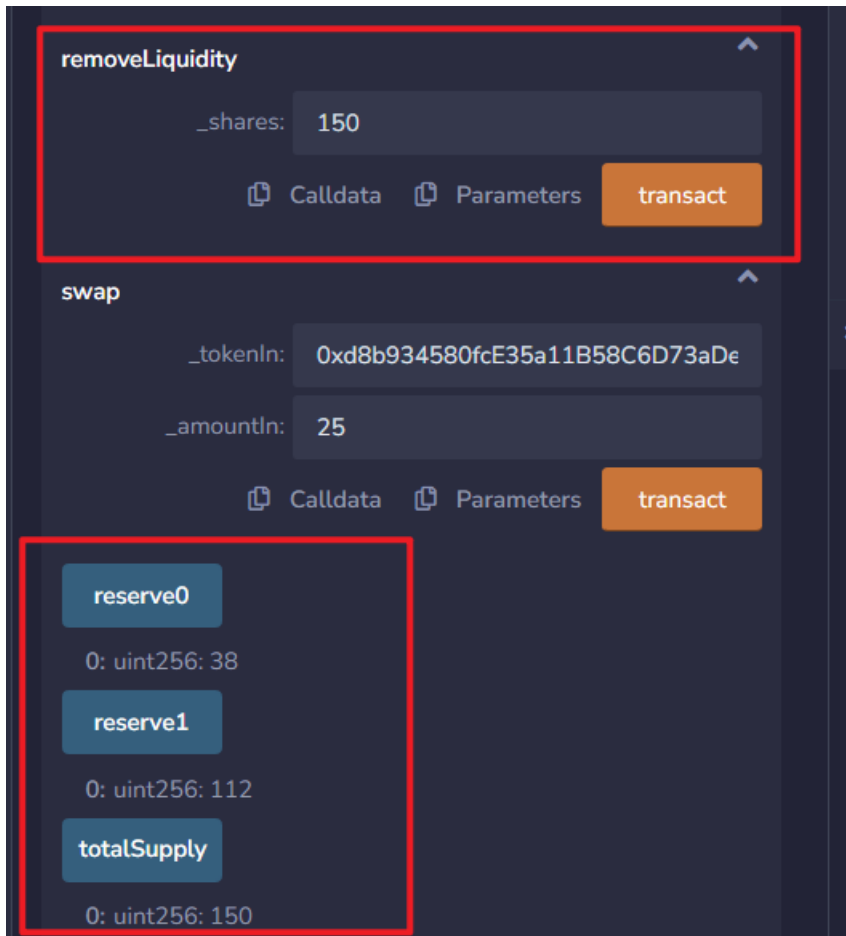 removeLiquidity
_shares: 150
Calldata Parameters transact
swap
_tokenIn: 0xd8b934580fcE35a11B58C6D73aDe
_amountIn: 25
Calldata Parameters transact
reserve0
0: uint256: 38
reserve1
0: uint256: 112
totalSupply
0: uint256: 150